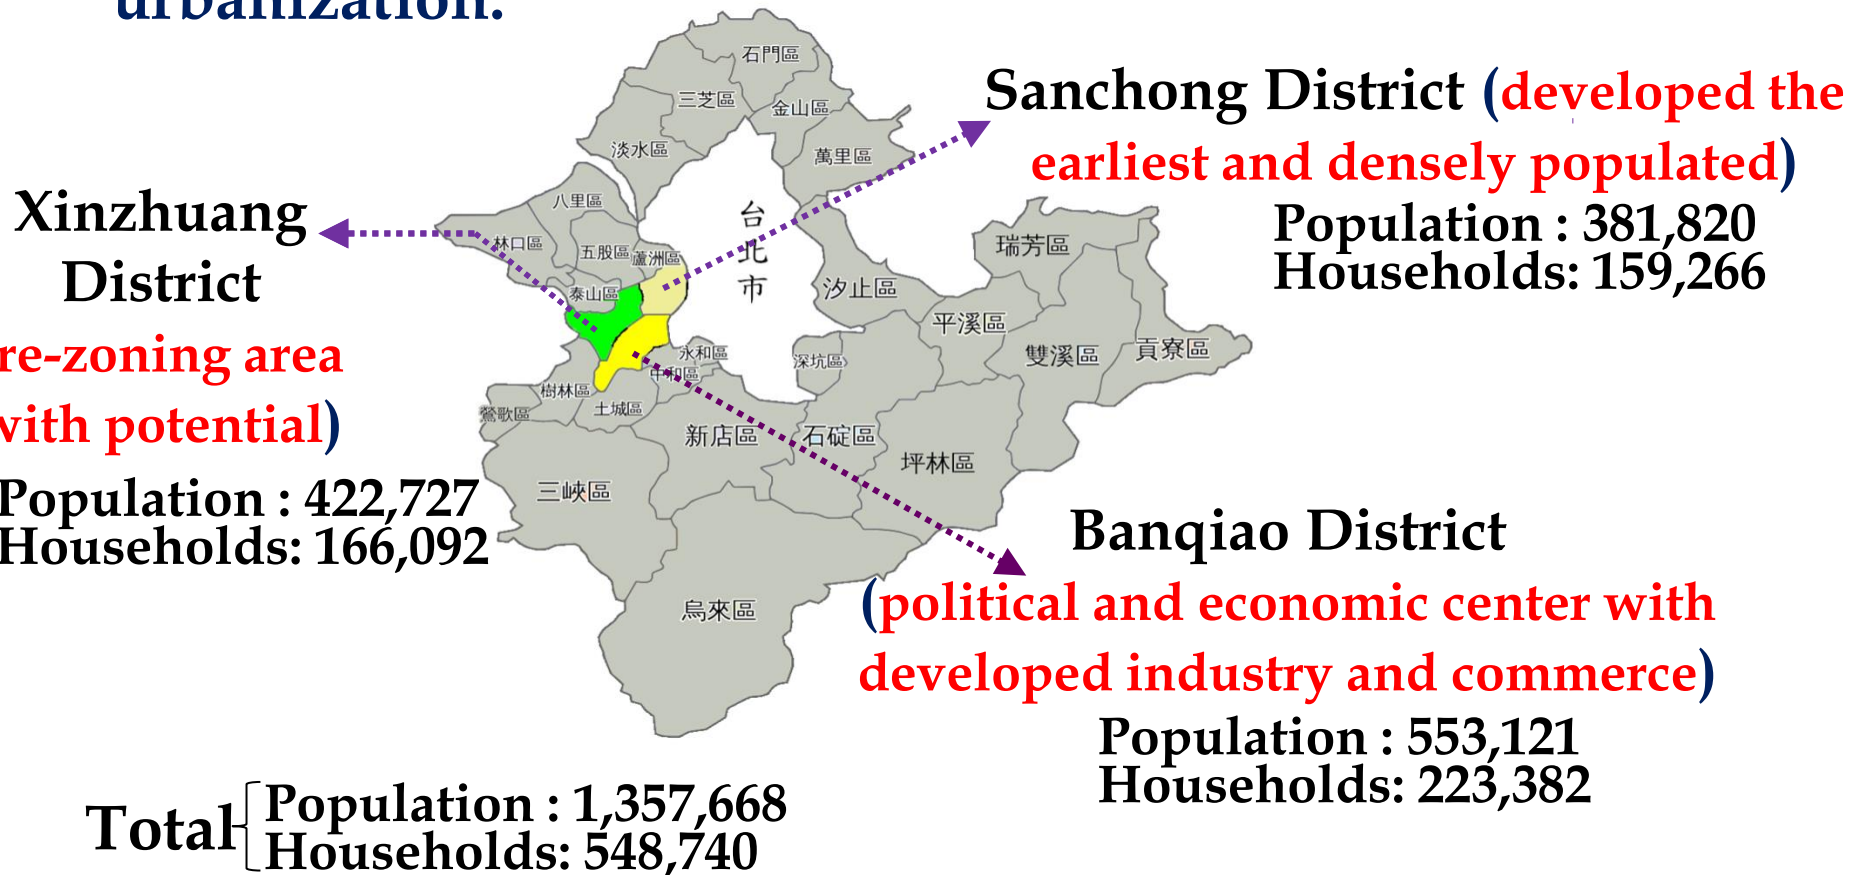 urbanization.
Sanchong District (developed the
earliest and densely populated)
Population : 381,820
Households: 159,266
Xinzhuang
District
re-zoning area
with potential)
Population : 422,727
Households: 166,092
Banqiao District
(political and economic center with
developed industry and commerce)
Population : 553,121
Households: 223,382
Total
Population : 1,357,668
Households: 548,740
石門區
三芝區
金山區
淡水區
萬里區
八里區
林口區
五股區
蘆洲區
台
北
市
泰山區
汐止區
瑞芳區
平溪區
雙溪區
貢寮區
永和區
中和區
深坑區
樹林區
土城區
鶯歌區
新店區
石碇區
坪林區
三峽區
烏來區